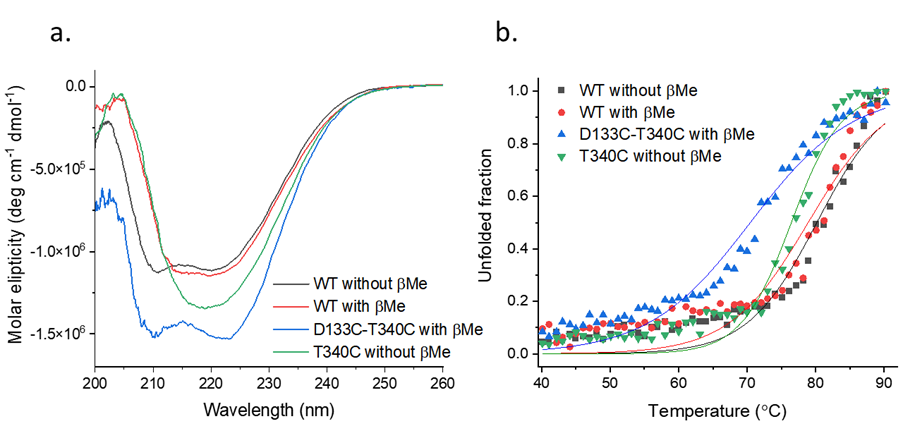 a.
Molar elipticity (deg cm⁻¹ dmol⁻¹)
0.0
-5.0×10⁵
-1.0×10⁶
-1.5×10⁶
WT without βMe
WT with βMe
D133C-T340C with βMe
T340C without βMe
200 210 220 230 240 250 260
Wavelength (nm)
b.
Unfolded fraction
1.0
0.8
0.6
0.4
0.2
0.0
WT without βMe
WT with βMe
D133C-T340C with βMe
T340C without βMe
40 50 60 70 80 90
Temperature (°C)